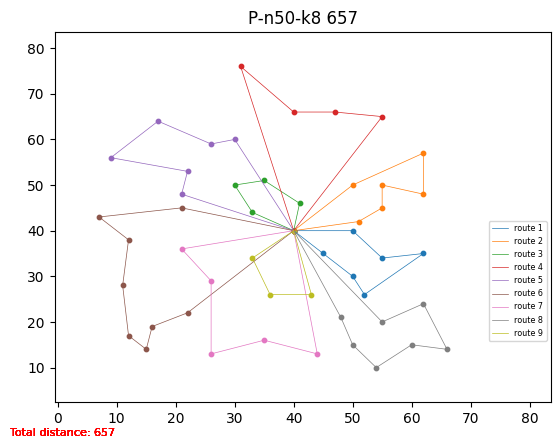 P-n50-k8 657
80
70
60
50
40
30
20
10
0 10 20 30 40 50 60 70 80
route 1
route 2
route 3
route 4
route 5
route 6
route 7
route 8
route 9
Total distance: 657